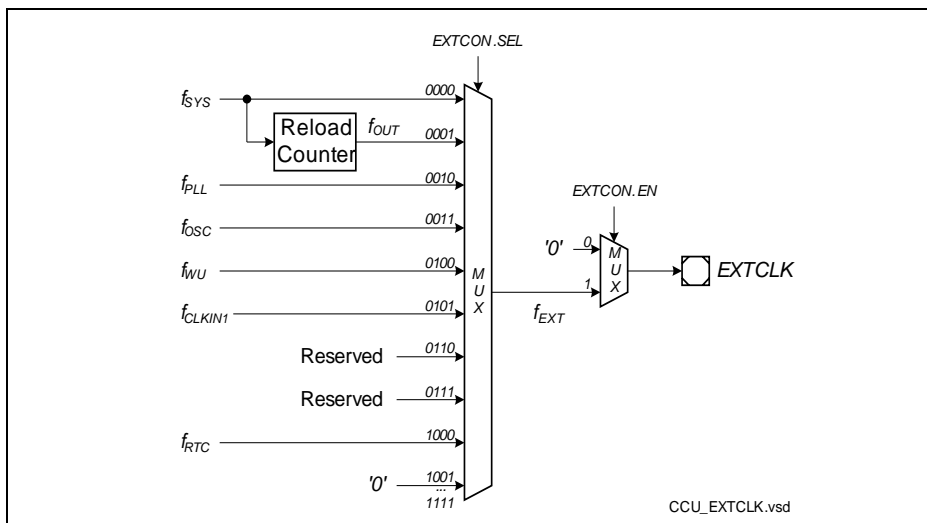 EXTCON.SEL
fSYS 0000
Reload
Counter
fOUT 0001
fPLL 0010
fOSC 0011
fWU 0100
fCLKIN1 0101
Reserved 0110
Reserved 0111
fRTC 1000
'0' 1001
...
1111
M
U
X
fEXT
EXTCON.EN
'0' 0
1
M
U
X
EXTCLK
CCU_EXTCLK.vsd